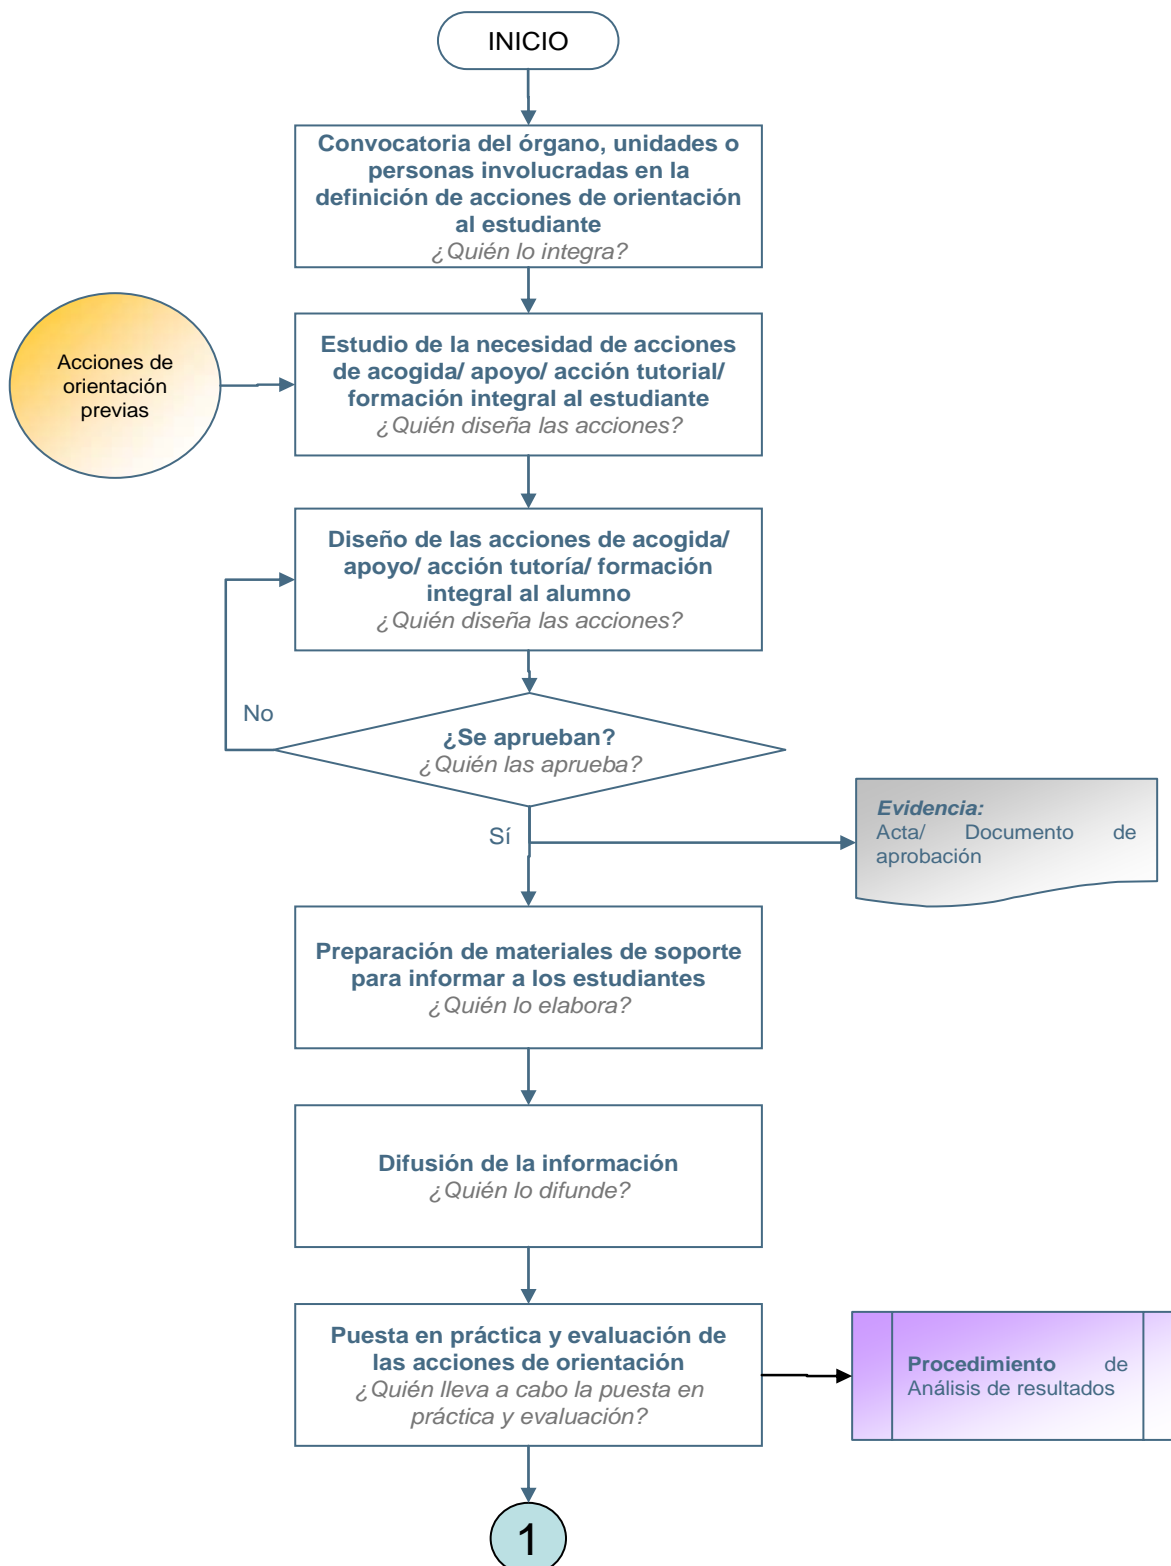 INICIO
Convocatoria del órgano, unidades o
personas involucradas en la
definición de acciones de orientación
al estudiante
¿Quién lo integra?
Acciones de
orientación
previas
Estudio de la necesidad de acciones
de acogida/ apoyo/ acción tutorial/
formación integral al estudiante
¿Quién diseña las acciones?
Diseño de las acciones de acogida/
apoyo/ acción tutoría/ formación
integral al alumno
¿Quién diseña las acciones?
No
¿Se aprueban?
¿Quién las aprueba?
Sí
Evidencia:
Acta/ Documento de
aprobación
Preparación de materiales de soporte
para informar a los estudiantes
¿Quién lo elabora?
Difusión de la información
¿Quién lo difunde?
Puesta en práctica y evaluación de
las acciones de orientación
¿Quién lleva a cabo la puesta en
práctica y evaluación?
Procedimiento de
Análisis de resultados
1